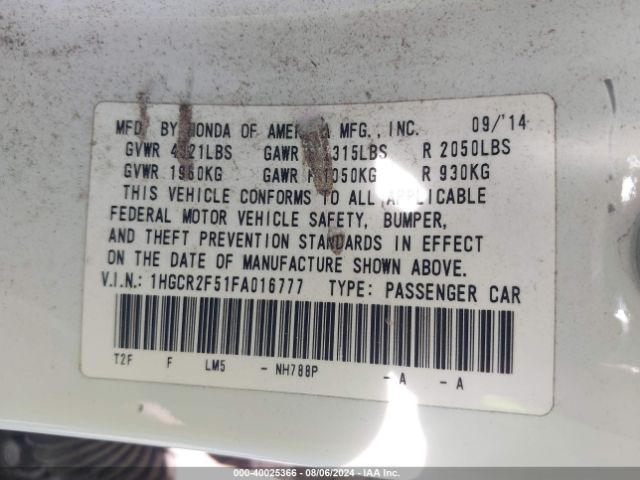 MFD. BY HONDA OF AMERICA MFG., INC. 09/'14
GVWR LBS GAWR 2315LBS R 2050LBS
GVWR 1960KG GAWR F 1050KG R 930KG
THIS VEHICLE CONFORMS TO ALL APPLICABLE
FEDERAL MOTOR VEHICLE SAFETY, BUMPER,
AND THEFT PREVENTION STANDARDS IN EFFECT
ON THE DATE OF MANUFACTURE SHOWN ABOVE.
V.I.N.: 1HGCR2F51FA016777 TYPE: PASSENGER CAR
T2F F LM5 - NH788P - A - A
000-40025366 - 08/06/2024 - IAA Inc.